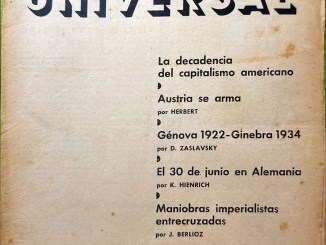 UNIVERSAL
La decadencia
del capitalismo americano
Austria se arma
por HERBERT
Génova 1922-Ginebra 1934
por D. ZASLAVSKY
El 30 de junio en Alemania
por K. HIENRICH
Maniobras imperialistas
entrecruzadas
por J. BERLIOZ